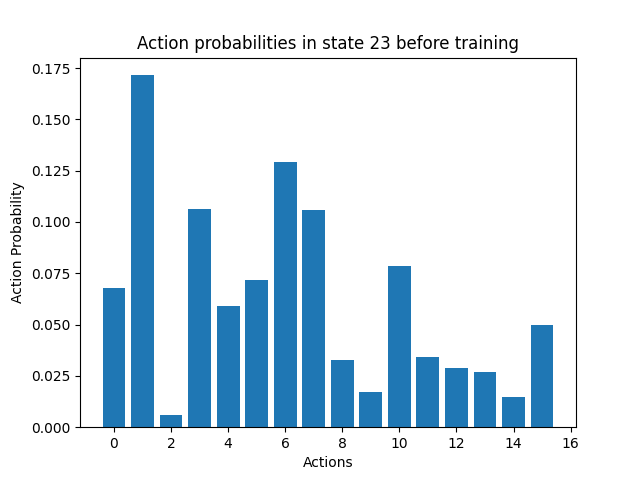 Action probabilities in state 23 before training
0.175
0.150
0.125
0.100
0.075
0.050
0.025
0.000
Action Probability
0 2 4 6 8 10 12 14 16
Actions